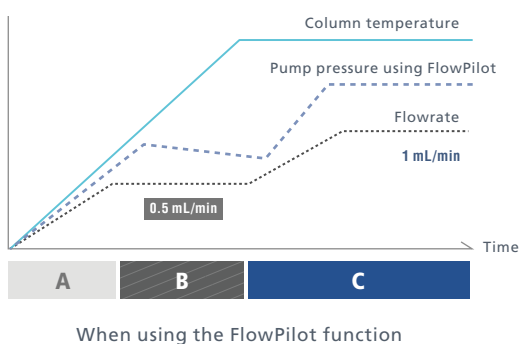 Column temperature
Pump pressure using FlowPilot
Flowrate
1 mL/min
0.5 mL/min
Time
A B C
When using the FlowPilot function